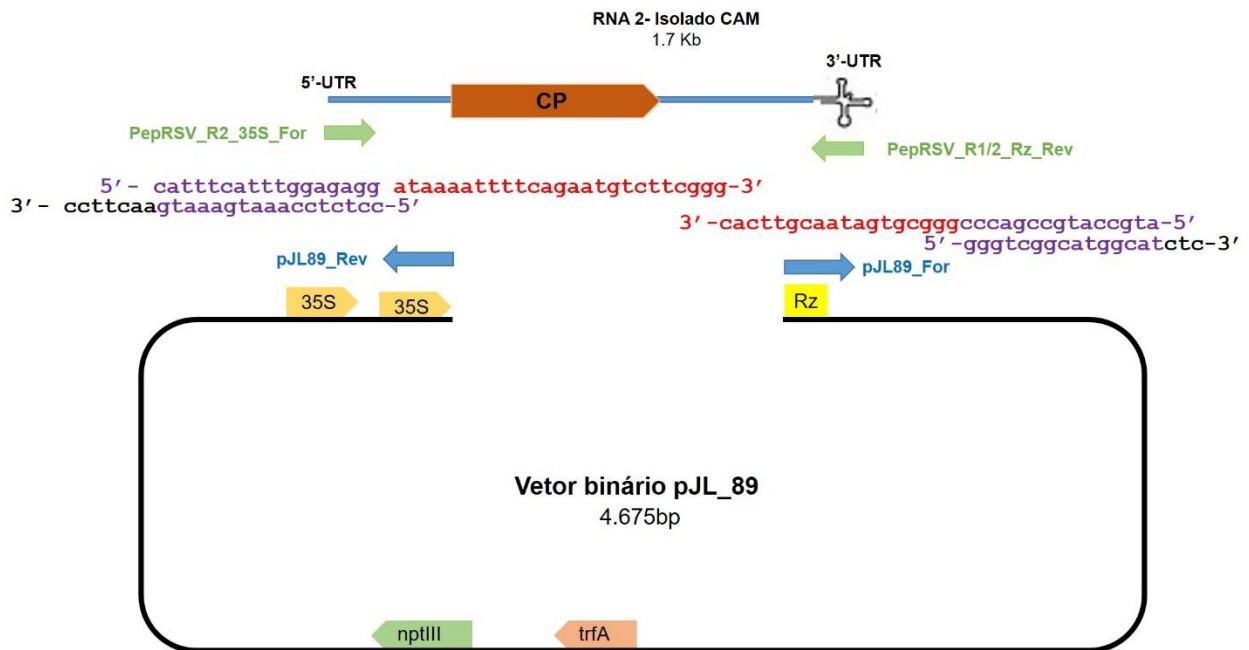 RNA 2- Isolado CAM
1.7 Kb
3'-UTR
5'-UTR
CP
PepRSV_R2_35S_For
PepRSV_R1/2_Rz_Rev
5'- catttcatttggagagg ataaaattttcagaatgtcttcggg-3'
3'- ccttcaagtaaagtaaacctctcc-5'
3'-cacttgcaatagtgcgggcccagccgtaccgta-5'
5'-gggtcggcatggcatctc-3'
pJL89_Rev
pJL89_For
35S
35S
Rz
Vetor binário pJL_89
4.675bp
nptIII
trfA